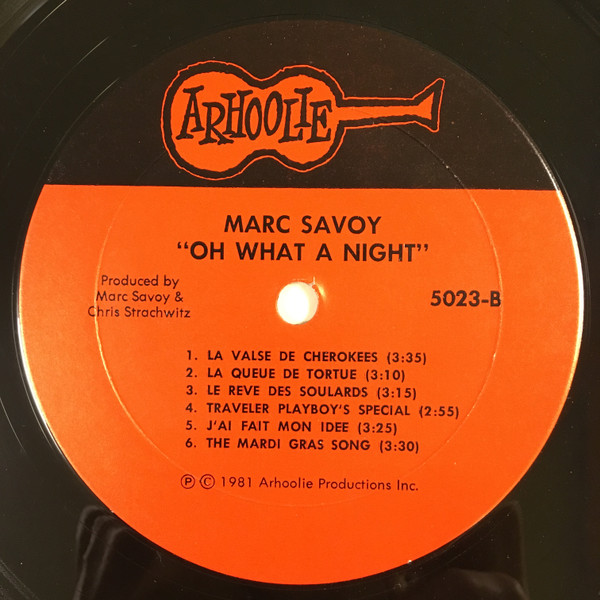 ARHOOLIE
MARC SAVOY
"OH WHAT A NIGHT"
Produced by
Marc Savoy &
Chris Strachwitz
5023-B
1. LA VALSE DE CHEROKEES (3:35)
2. LA QUEUE DE TORTUE (3:10)
3. LE REVE DES SOULARDS (3:15)
4. TRAVELER PLAYBOY'S SPECIAL (2:55)
5. J'AI FAIT MON IDEE (3:25)
6. THE MARDI GRAS SONG (3:30)
℗ © 1981 Arhoolie Productions Inc.